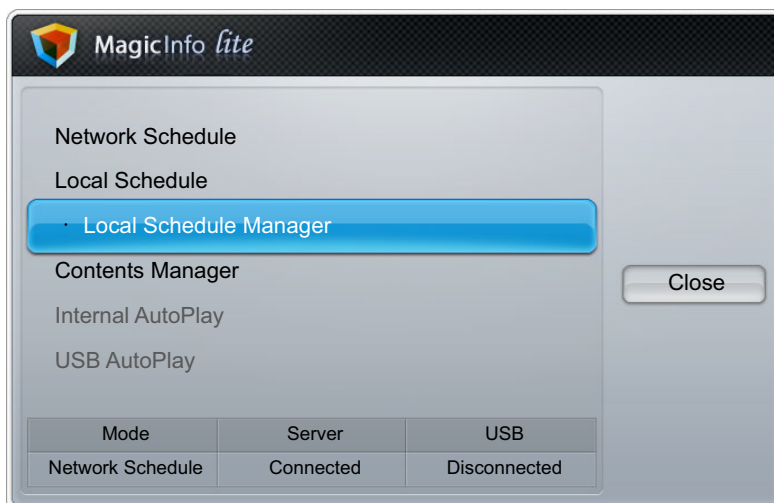 MagicInfo lite
Network Schedule
Local Schedule
· Local Schedule Manager
Contents Manager
Close
Internal AutoPlay
USB AutoPlay
Mode Server USB
Network Schedule Connected Disconnected